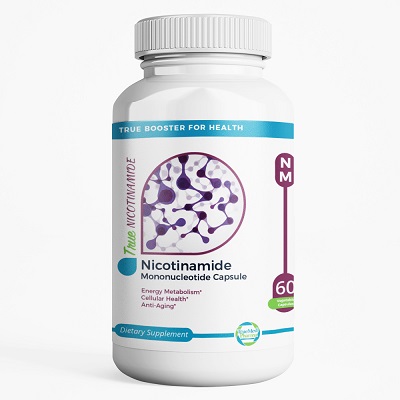 TRUE BOOSTER FOR HEALTH
True NICOTINAMIDE
N
M
Nicotinamide
Mononucleotide Capsule
Energy Metabolism*
Cellular Health*
Anti-Aging*
60
Dietary Supplement